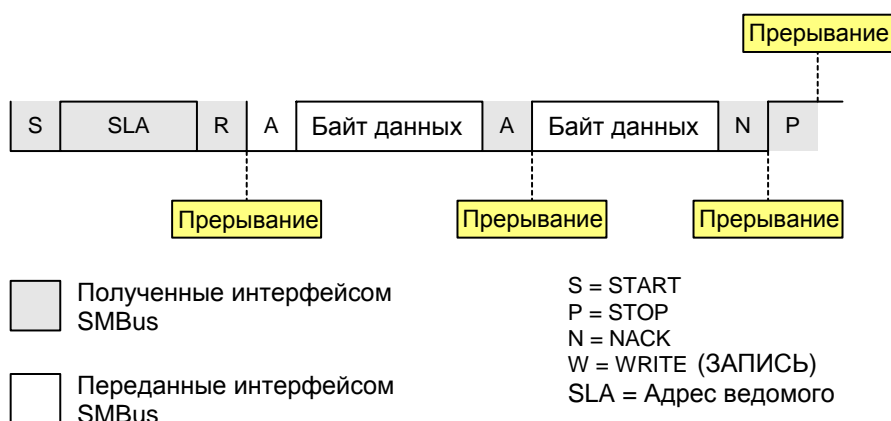 Прерывание
S SLA R A Байт данных A Байт данных N P
Прерывание Прерывание Прерывание
Полученные интерфейсом
SMBus
Переданные интерфейсом
SMBus
S = START
P = STOP
N = NACK
W = WRITE (ЗАПИСЬ)
SLA = Адрес ведомого